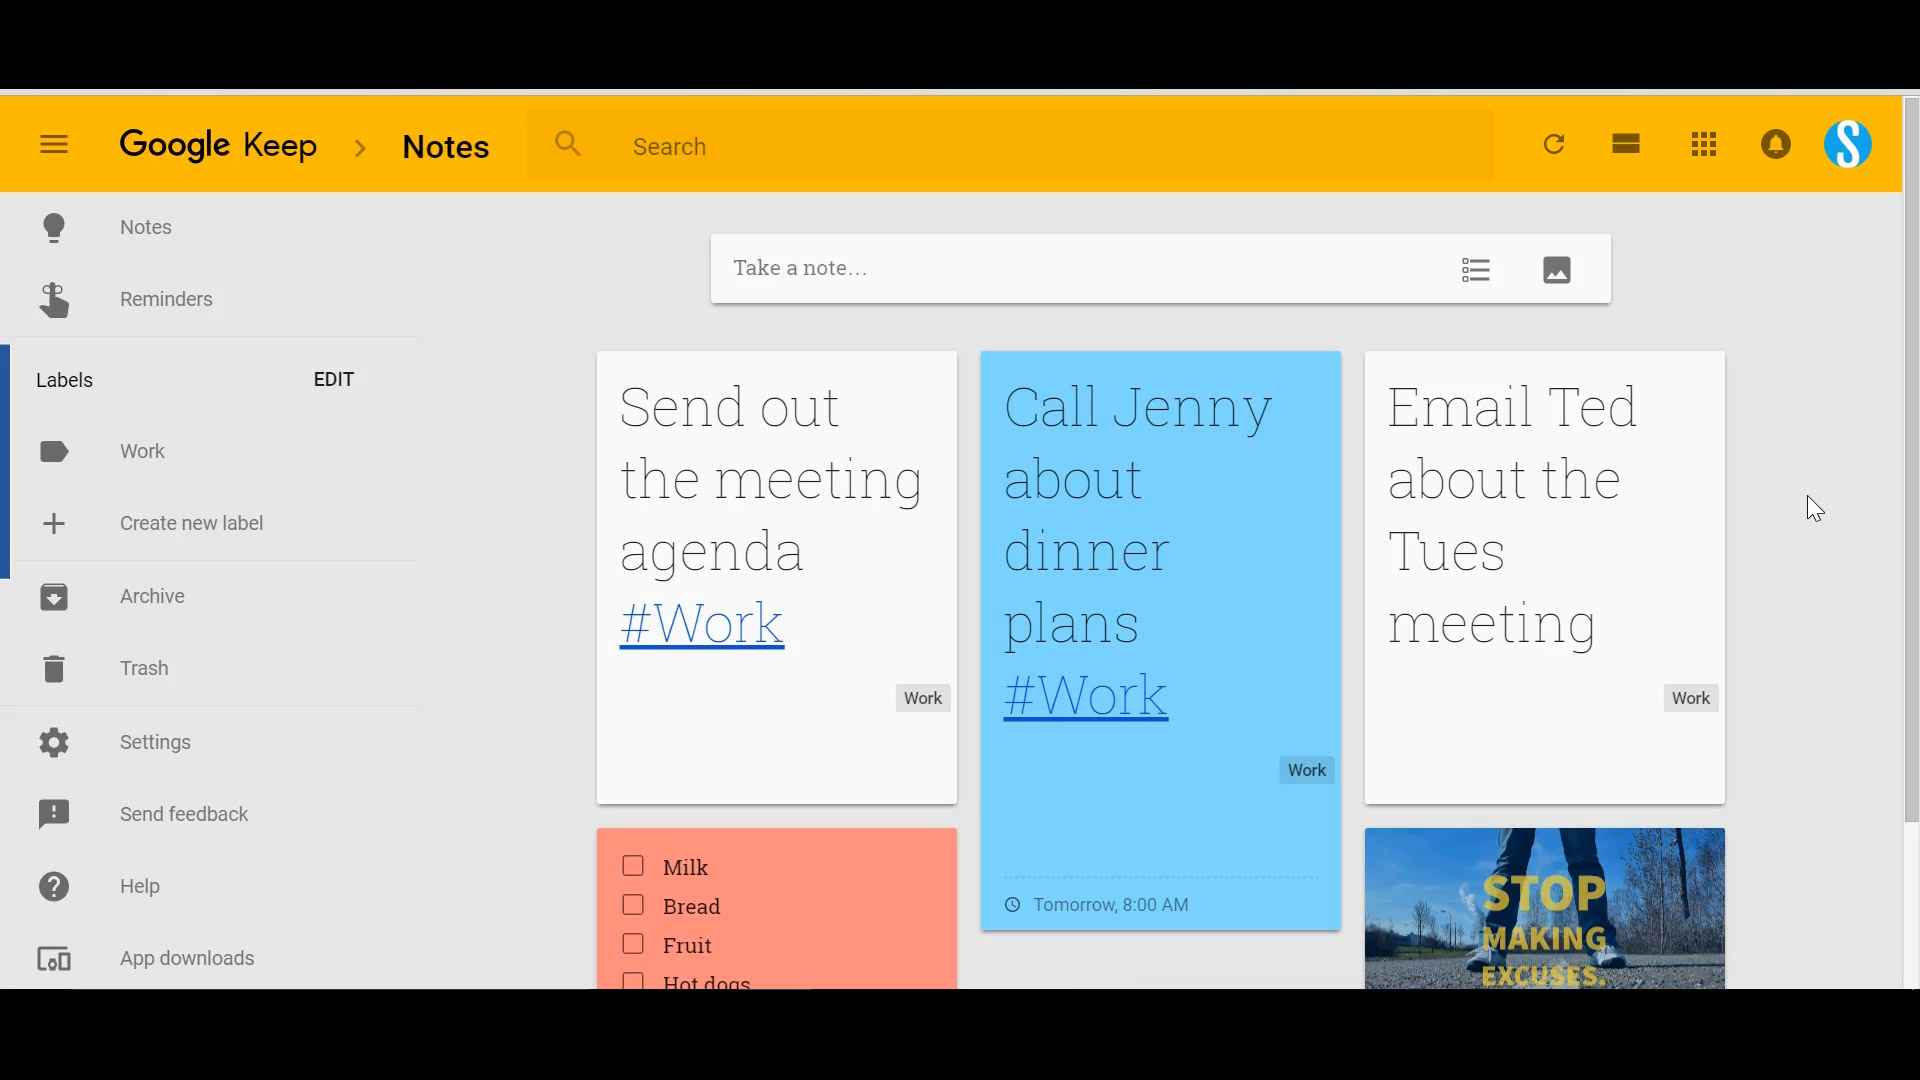 Google Keep
Notes
Search
Notes
Reminders
Labels
EDIT
Work
Create new label
Archive
Trash
Settings
Send feedback
Help
App downloads
Take a note...
Send out
the meeting
agenda
#Work
Work
Call Jenny
about
dinner
plans
#Work
Work
Tomorrow, 8:00 AM
Email Ted
about the
Tues
meeting
Work
Milk
Bread
Fruit
Hot dogs
STOP
MAKING
EXCUSES.